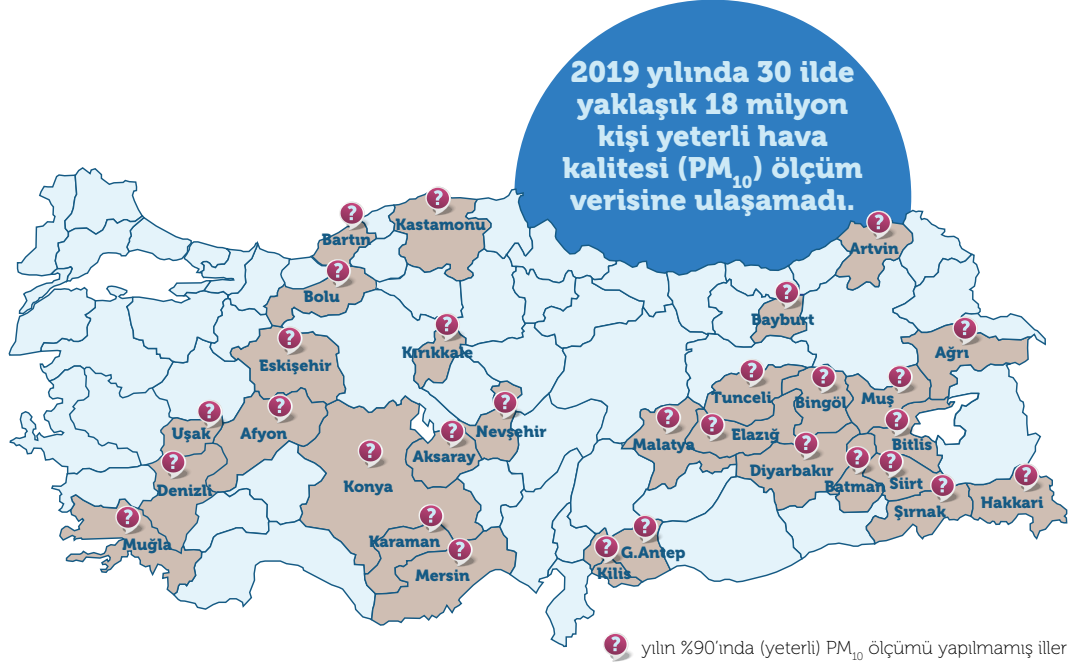 2019 yılında 30 ilde
yaklaşık 18 milyon
kişi yeterli hava
kalitesi (PM₁₀) ölçüm
verisine ulaşamadı.
?
Kastamonu
?
Bartın
?
Artvin
?
Bolu
?
Bayburt
?
Kırıkkale
?
Ağrı
?
Eskişehir
?
Tunceli
?
Bingöl
?
Muş
?
Nevşehir
?
Uşak
?
Afyon
?
Malatya
?
Elazığ
?
Bitlis
?
Aksaray
?
Diyarbakır
?
Konya
?
Batman
?
Siirt
?
Denizli
?
Hakkari
?
Şırnak
?
Muğla
?
Karaman
?
G.Antep
?
Kilis
?
Mersin
? yılın %90’ında (yeterli) PM₁₀ ölçümü yapılmamış iller